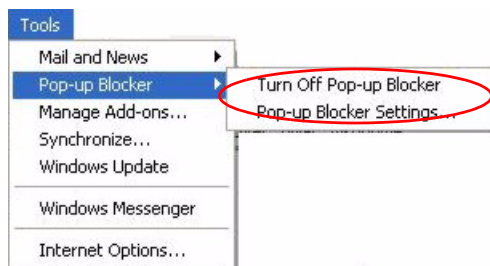 Tools
Mail and News
Pop-up Blocker
Turn Off Pop-up Blocker
Pop-up Blocker Settings...
Manage Add-ons...
Synchronize...
Windows Update
Windows Messenger
Internet Options...